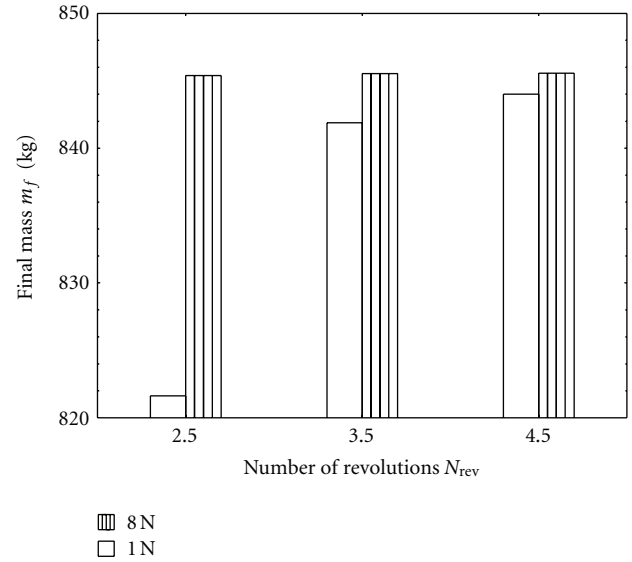 850
840
830
820
Final mass m_f (kg)
2.5
3.5
4.5
Number of revolutions N_rev
8 N
1 N